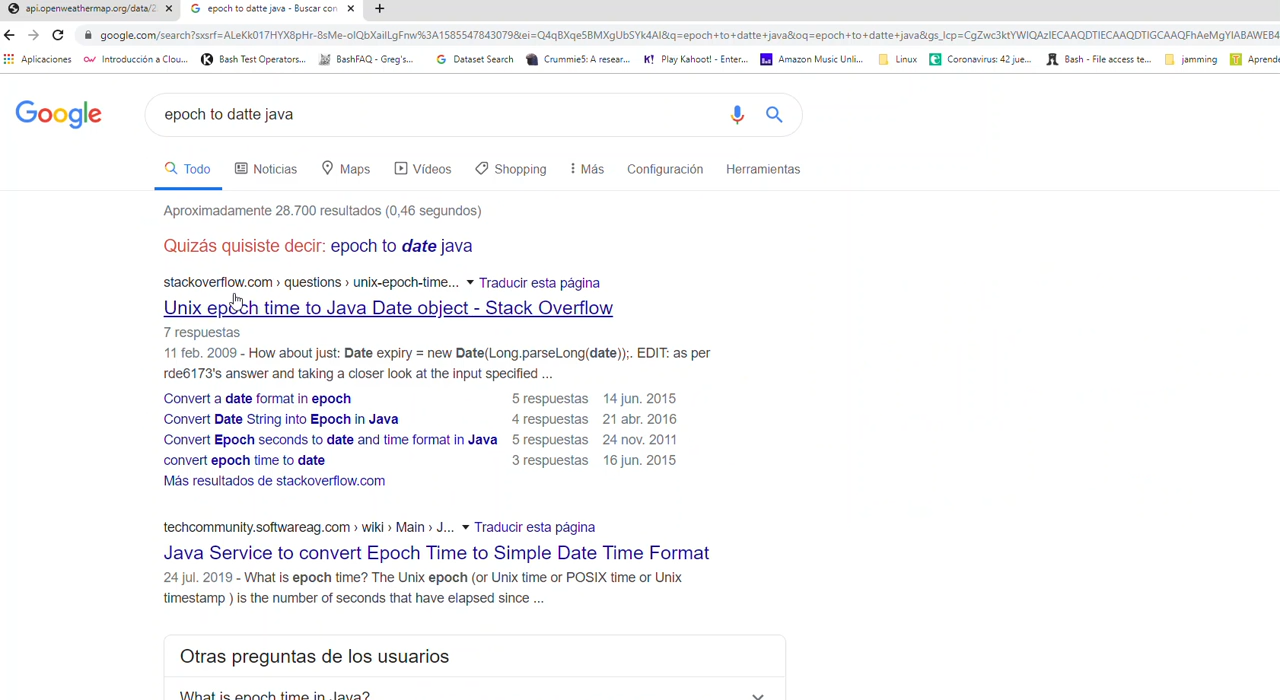 api.openweathermap.org/data/2
epoch to datte java - Buscar con
google.com/search?sxsrf=ALeKk017HYX8pHr-8sMe-oIQbXailLgFnw%3A1585547843079&ei=Q4qBXqe5BMXgUbSYk4AI&q=epoch+to+datte+java&oq=epoch+to+datte+java&gs_lcp=CgZwc3ktYWIQAzIECAAQDTIECAAQDTIGCAAQFhAeMgYIABAWEB4
Aplicaciones
Introducción a Clou...
Bash Test Operators...
BashFAQ - Greg's...
Dataset Search
Crummie5: A resear...
Play Kahoot! - Enter...
Amazon Music Unli...
Linux
Coronavirus: 42 jue...
Bash - File access te...
jamming
Aprende
Google
epoch to datte java
Todo
Noticias
Maps
Vídeos
Shopping
Más
Configuración
Herramientas
Aproximadamente 28.700 resultados (0,46 segundos)
Quizás quisiste decir: epoch to date java
stackoverflow.com › questions › unix-epoch-time... Traducir esta página
Unix epoch time to Java Date object - Stack Overflow
7 respuestas
11 feb. 2009 - How about just: Date expiry = new Date(Long.parseLong(date));. EDIT: as per
rde6173's answer and taking a closer look at the input specified ...
Convert a date format in epoch 5 respuestas 14 jun. 2015
Convert Date String into Epoch in Java 4 respuestas 21 abr. 2016
Convert Epoch seconds to date and time format in Java 5 respuestas 24 nov. 2011
convert epoch time to date 3 respuestas 16 jun. 2015
Más resultados de stackoverflow.com
techcommunity.softwareag.com › wiki › Main › J... Traducir esta página
Java Service to convert Epoch Time to Simple Date Time Format
24 jul. 2019 - What is epoch time? The Unix epoch (or Unix time or POSIX time or Unix
timestamp ) is the number of seconds that have elapsed since ...
Otras preguntas de los usuarios
What is epoch time in Java?